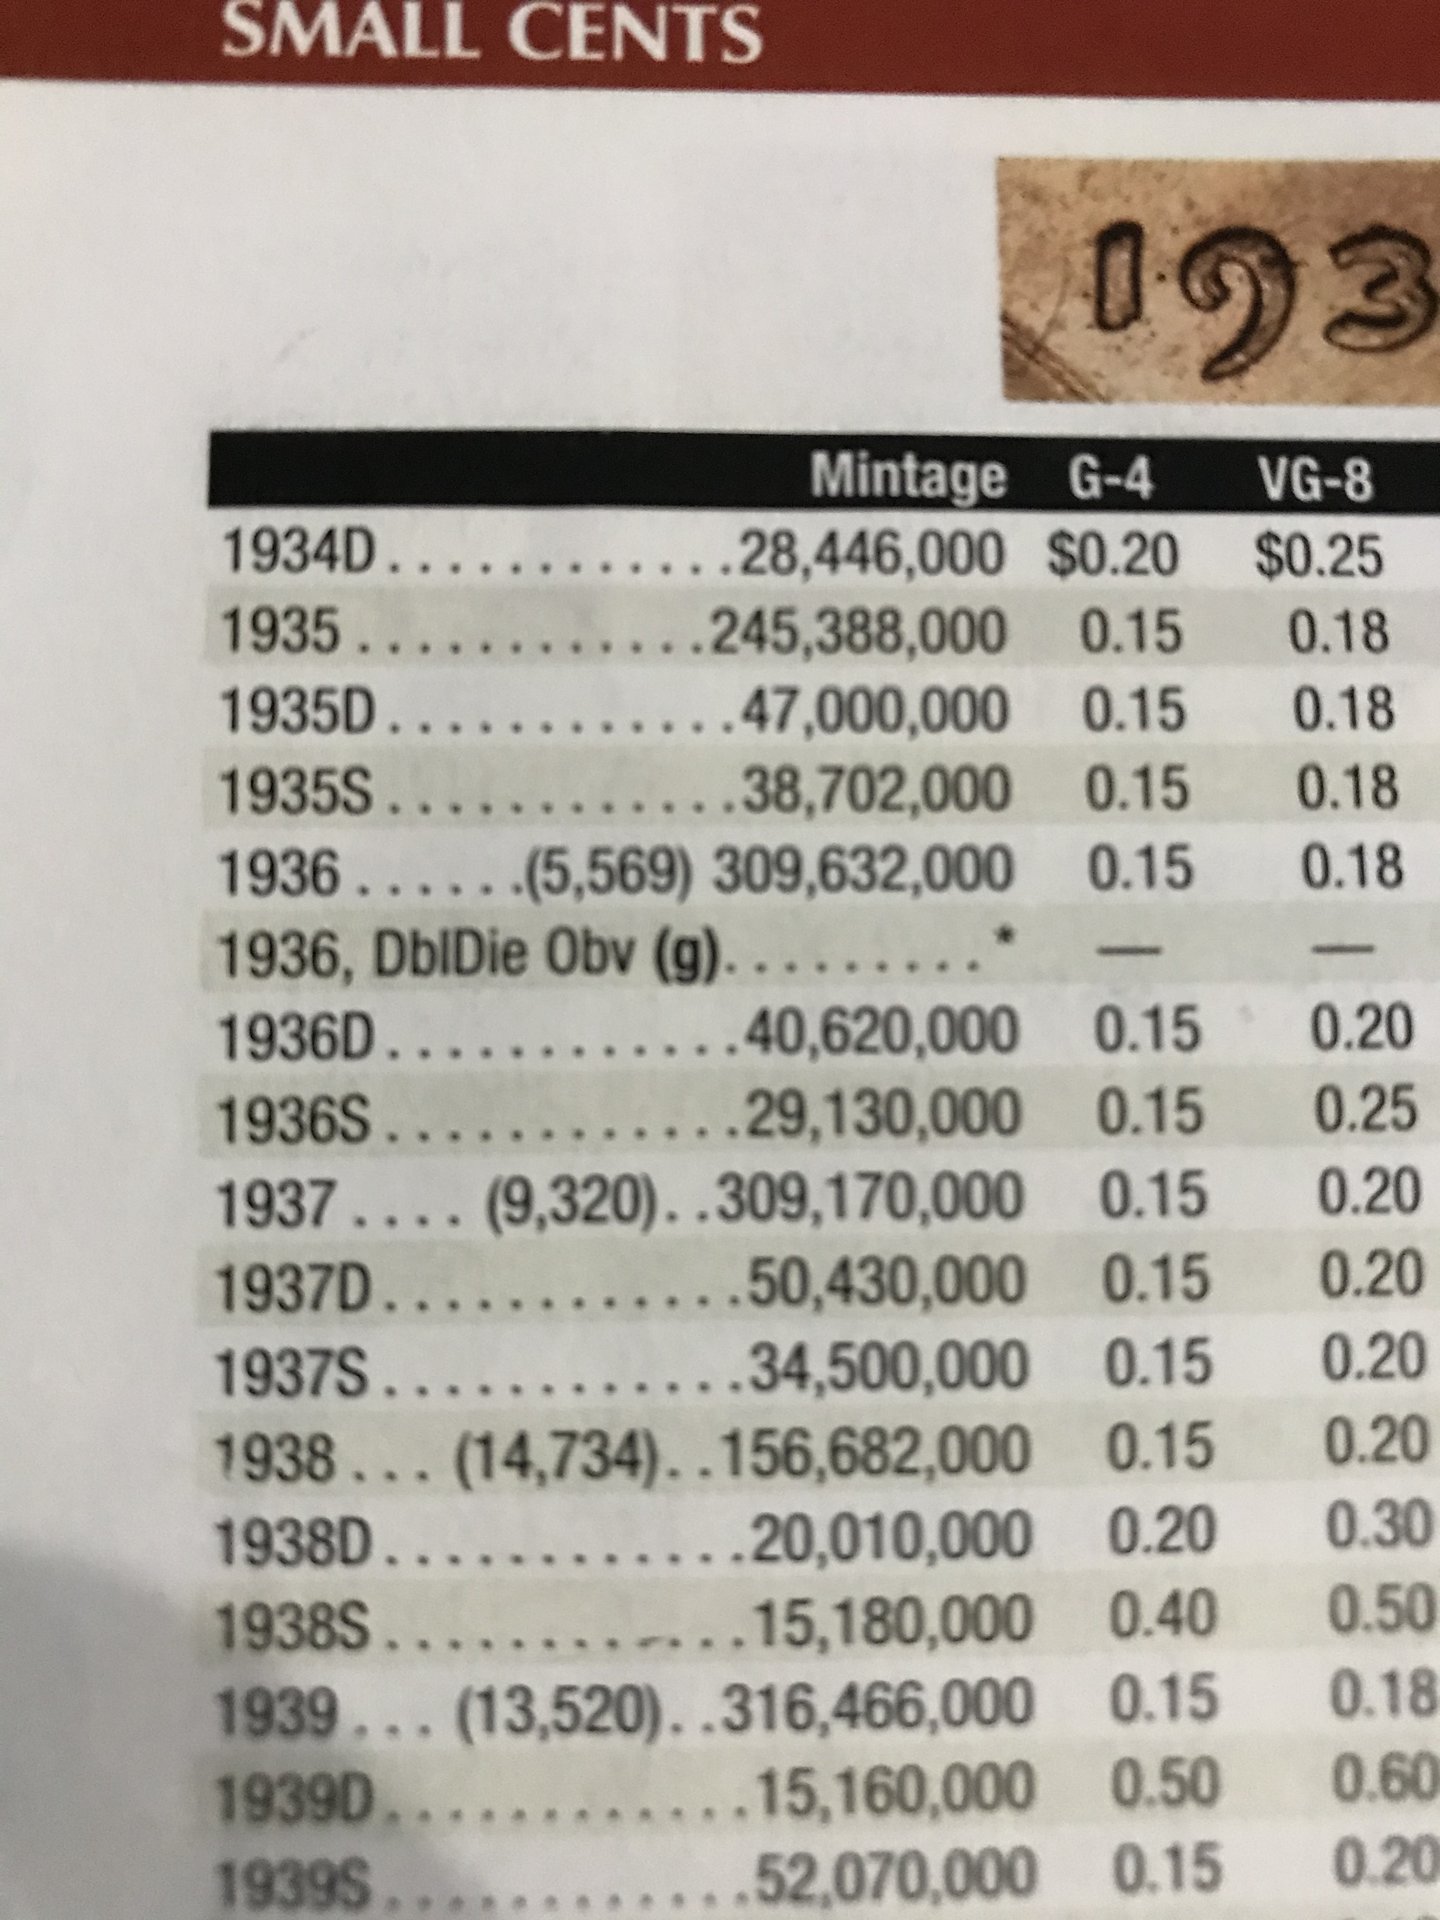 SMALL CENTS
193
Mintage G-4 VG-8
1934D . . . . . . . . . . . . 28,446,000 $0.20 $0.25
1935 . . . . . . . . . . . . 245,388,000 0.15 0.18
1935D . . . . . . . . . . . . 47,000,000 0.15 0.18
1935S . . . . . . . . . . . . 38,702,000 0.15 0.18
1936 . . . . . . (5,569) 309,632,000 0.15 0.18
1936, DblDie Obv (g). . . . . . . . . * — —
1936D . . . . . . . . . . . . 40,620,000 0.15 0.20
1936S . . . . . . . . . . . . 29,130,000 0.15 0.25
1937 . . . . (9,320) . . 309,170,000 0.15 0.20
1937D . . . . . . . . . . . . 50,430,000 0.15 0.20
1937S . . . . . . . . . . . . 34,500,000 0.15 0.20
1938 . . . (14,734) . . 156,682,000 0.15 0.20
1938D . . . . . . . . . . . . 20,010,000 0.20 0.30
1938S . . . . . . . . . . . . 15,180,000 0.40 0.50
1939 . . . (13,520) . . 316,466,000 0.15 0.18
1939D . . . . . . . . . . . . 15,160,000 0.50 0.60
1939S . . . . . . . . . . . . 52,070,000 0.15 0.20